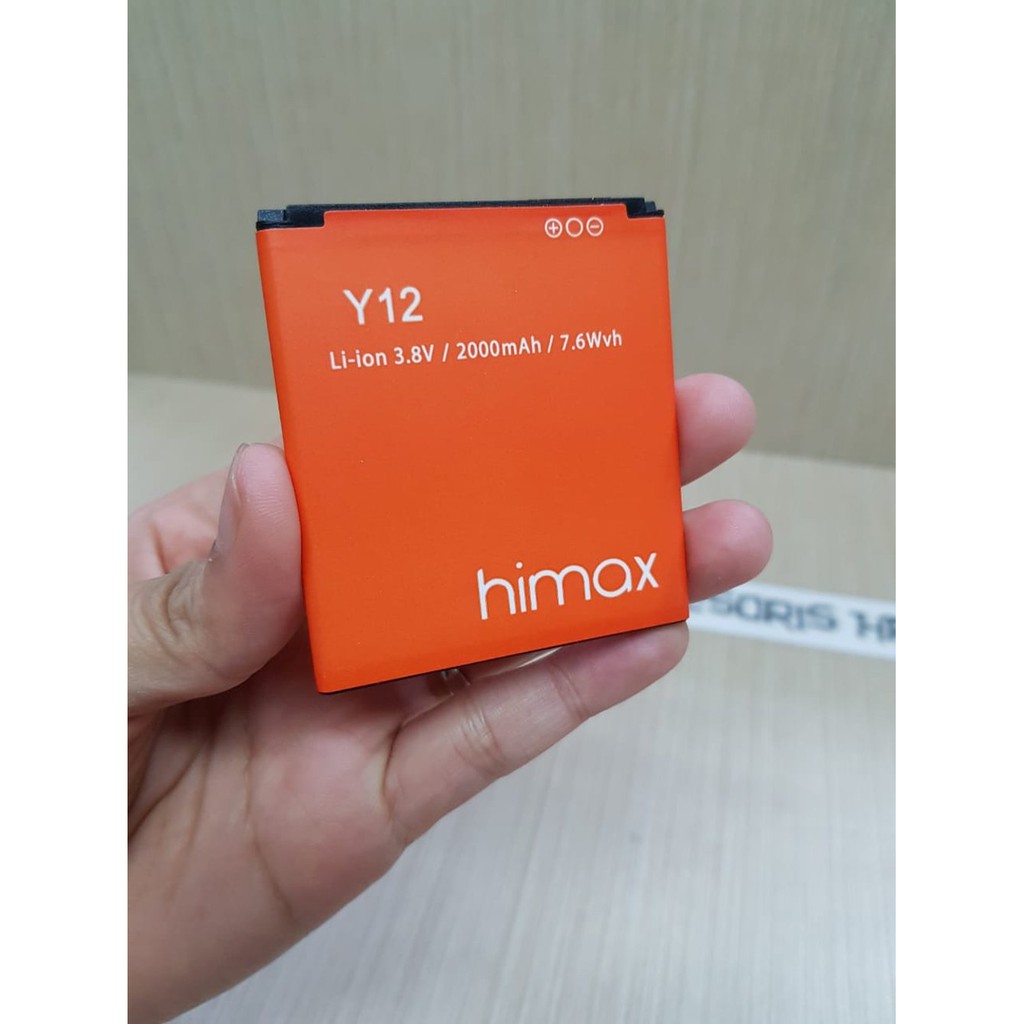 ⊕○⊖
Y12
Li-ion 3.8V / 2000mAh / 7.6Wvh
himax